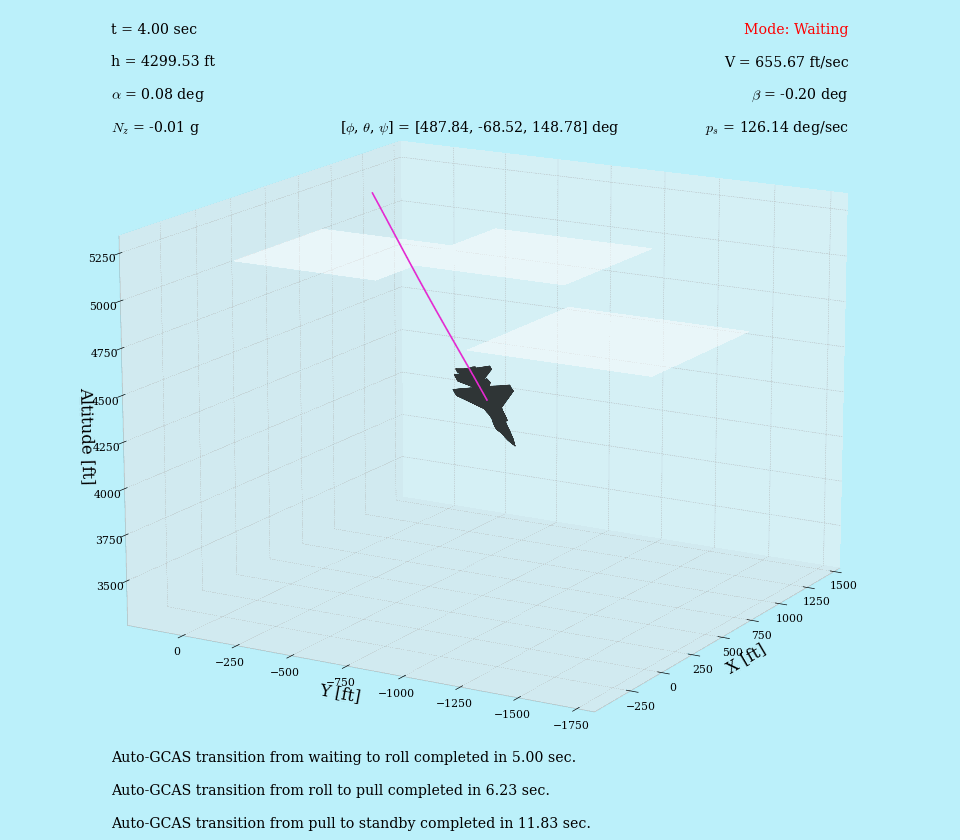 t = 4.00 sec
Mode: Waiting
h = 4299.53 ft
V = 655.67 ft/sec
α = 0.08 deg
β = -0.20 deg
N_z = -0.01 g
[ϕ, θ, ψ] = [487.84, -68.52, 148.78] deg
p_s = 126.14 deg/sec
5250
5000
4750
4500
4250
4000
3750
3500
Altitude [ft]
0
−250
−500
−750
−1000
−1250
−1500
−1750
Y [ft]
−250
0
250
500
750
1000
1250
1500
X [ft]
Auto-GCAS transition from waiting to roll completed in 5.00 sec.
Auto-GCAS transition from roll to pull completed in 6.23 sec.
Auto-GCAS transition from pull to standby completed in 11.83 sec.